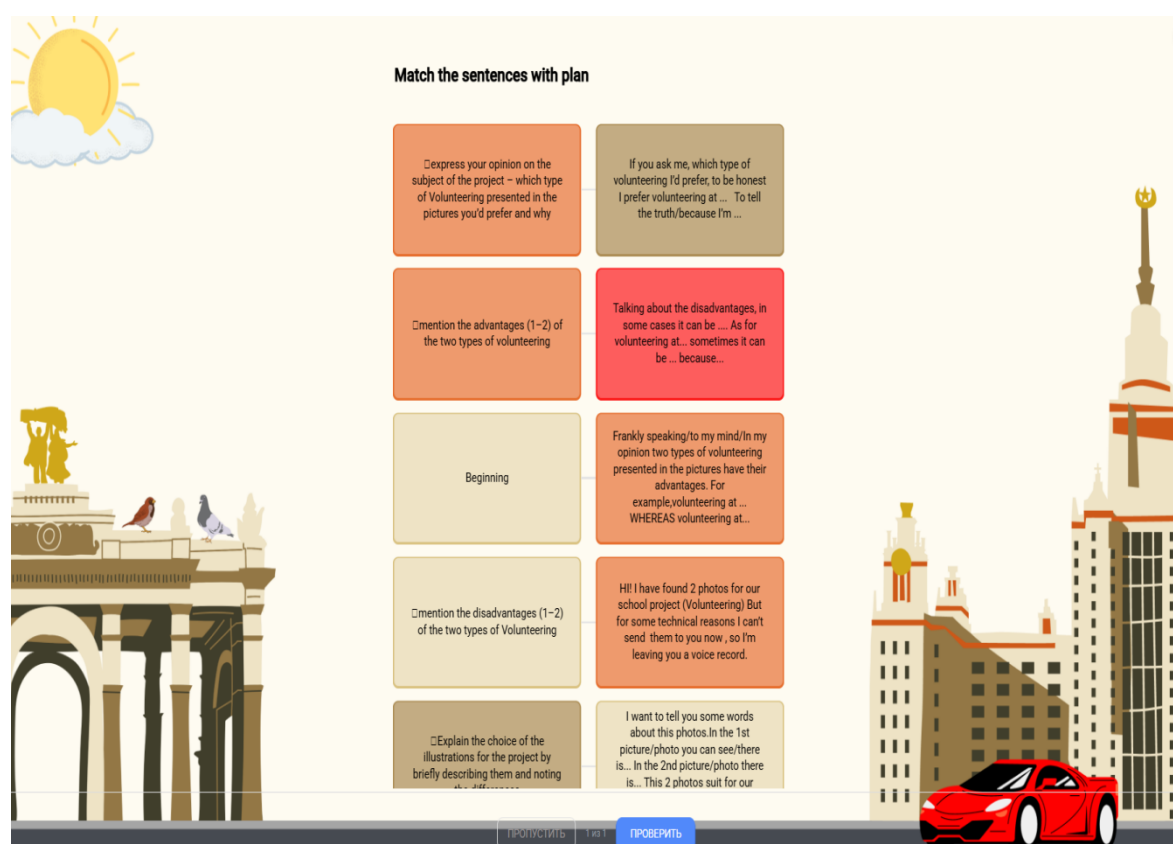 Match the sentences with plan
express your opinion on the
subject of the project – which type
of Volunteering presented in the
pictures you'd prefer and why
If you ask me, which type of
volunteering I'd prefer, to be honest
I prefer volunteering at ... To tell
the truth/because I'm ...
mention the advantages (1–2) of
the two types of volunteering
Talking about the disadvantages, in
some cases it can be .... As for
volunteering at... sometimes it can
be ... because...
Beginning
Frankly speaking/to my mind/In my
opinion two types of volunteering
presented in the pictures have their
advantages. For
example,volunteering at ...
WHEREAS volunteering at...
mention the disadvantages (1–2)
of the two types of Volunteering
HI! I have found 2 photos for our
school project (Volunteering) But
for some technical reasons I can't
send them to you now , so I'm
leaving you a voice record.
Explain the choice of the
illustrations for the project by
briefly describing them and noting
the differences
I want to tell you some words
about this photos.In the 1st
picture/photo you can see/there
is... In the 2nd picture/photo there
is... This 2 photos suit for our
ПРОПУСТИТЬ
1 из 1
ПРОВЕРИТЬ